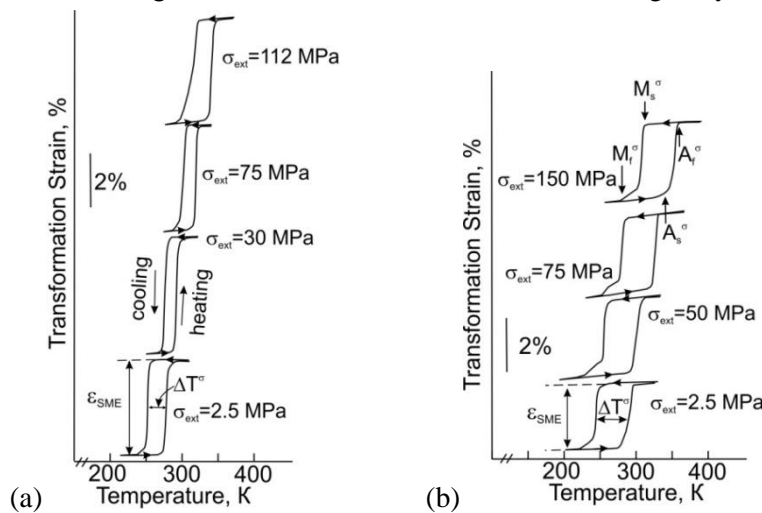 σext=112 MPa
σext=75 MPa
σext=30 MPa
cooling
heating
εSME
ΔTσ
σext=2.5 MPa
2%
Transformation Strain, %
200
300
400
Temperature, K
(a)
Msσ
Mfσ
Afσ
Asσ
σext=150 MPa
σext=75 MPa
σext=50 MPa
2%
εSME
ΔTσ
σext=2.5 MPa
Transformation Strain, %
200
300
400
Temperature, K
(b)